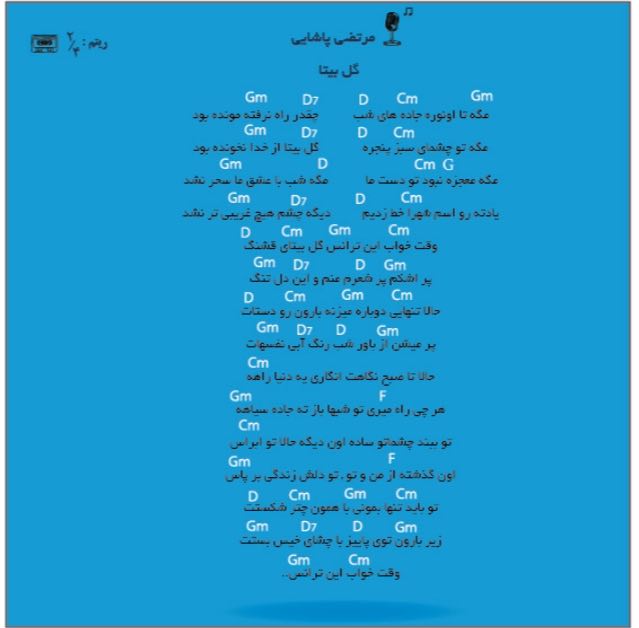 مرتضی پاشایی
ریتم : ۲/۴
گل بیتا
Gm D7 D Cm Gm
مگه تا اونوره جاده های شب چقدر راه نرفته مونده بود
Gm D7 D Cm
مگه تو چشمای سبز پنجره گل بیتا از خدا نخونده بود
Gm D Cm G
مگه معجزه نبود تو دست ما مگه شب با عشق ما سحر نشد
Gm D7 D Cm
یادته رو اسم شهرا خط زدیم دیگه چشم هیچ غریبی تر نشد
D Cm Gm Cm
وقت خواب این ترانس گل بیتای قشنگ
Gm D7 D Gm
پر اشکم پر شعرم منم و این دل تنگ
D Cm Gm Cm
حالا تنهایی دوباره میزنه بارون رو دستات
Gm D7 D Gm
پر میشن از باور شب رنگ آبی نفسهات
Cm
حالا تا صبح نگاهت انگاری یه دنیا راهه
Gm F
هر چی راه میری تو شبها باز ته جاده سیاهه
Cm
تو ببند چشماتو ساده اون دیگه حالا تو ابراس
Gm F
اون گذشته از من و تو , تو دلش زندگی بر پاس
D Cm Gm Cm
تو باید تنها بمونی با همون چتر شکستت
Gm D7 D Gm
زیر بارون توی پاییز با چشای خیس بستت
Gm Cm
وقت خواب این ترانس..